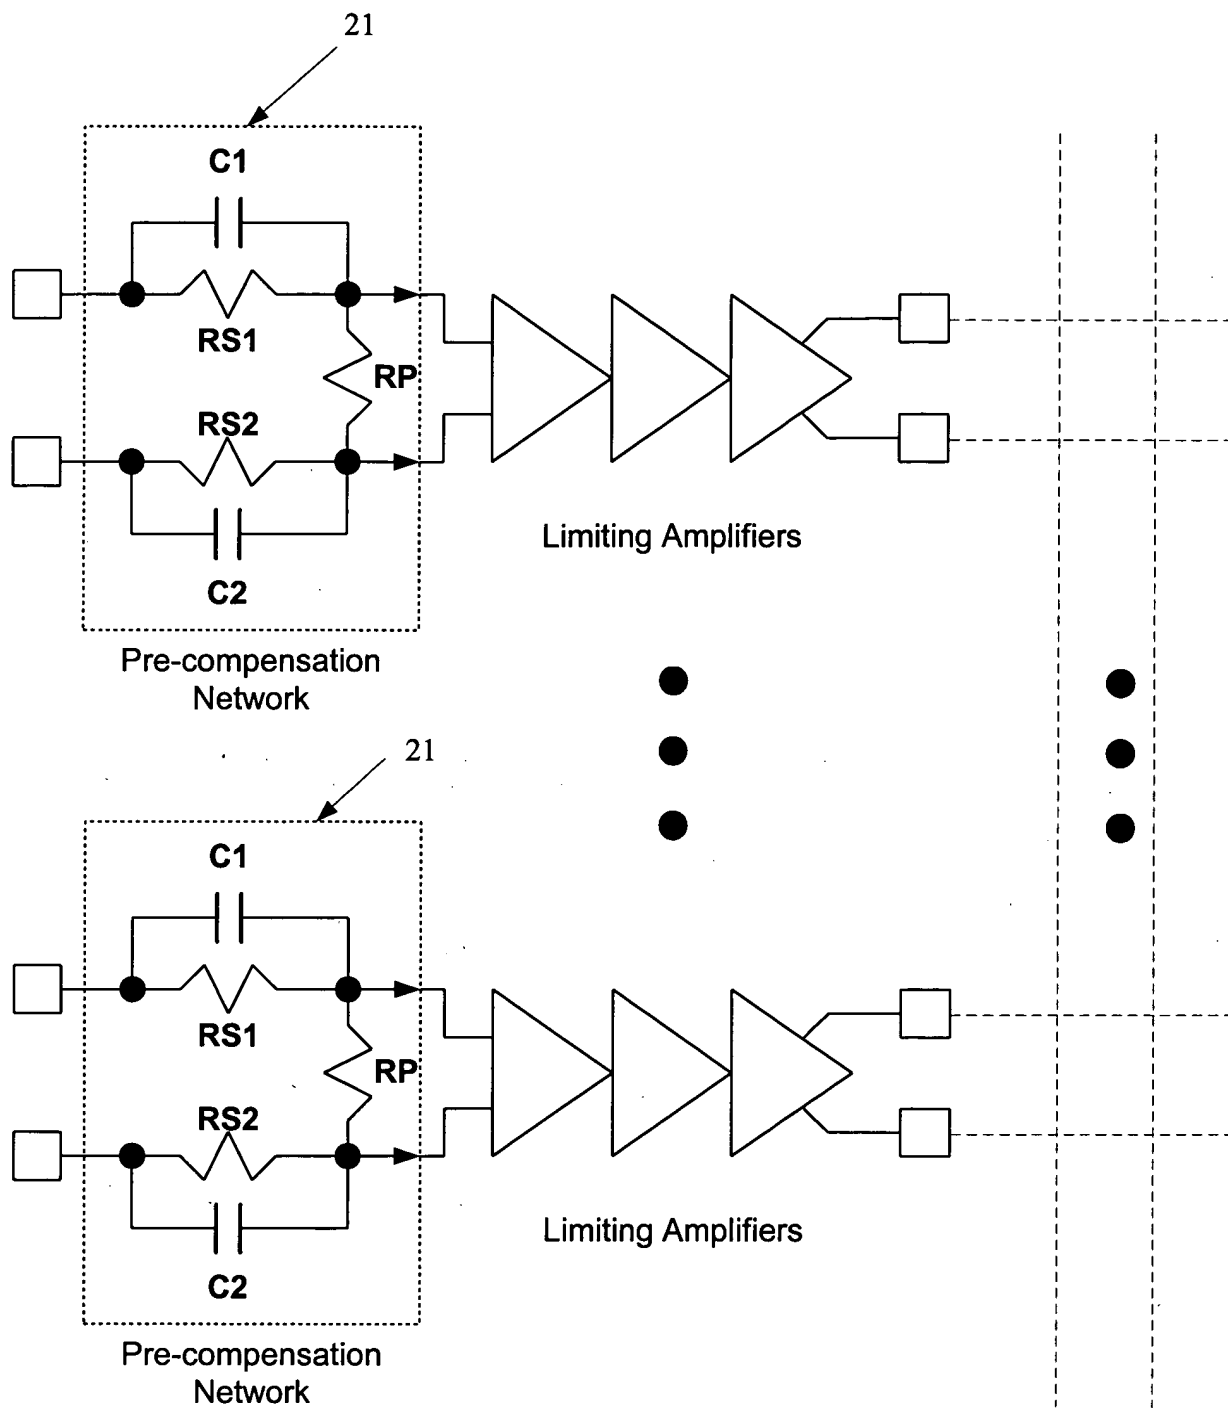 21
C1
RS1
RP
RS2
C2
Limiting Amplifiers
Pre-compensation
Network
21
C1
RS1
RP
RS2
C2
Limiting Amplifiers
Pre-compensation
Network